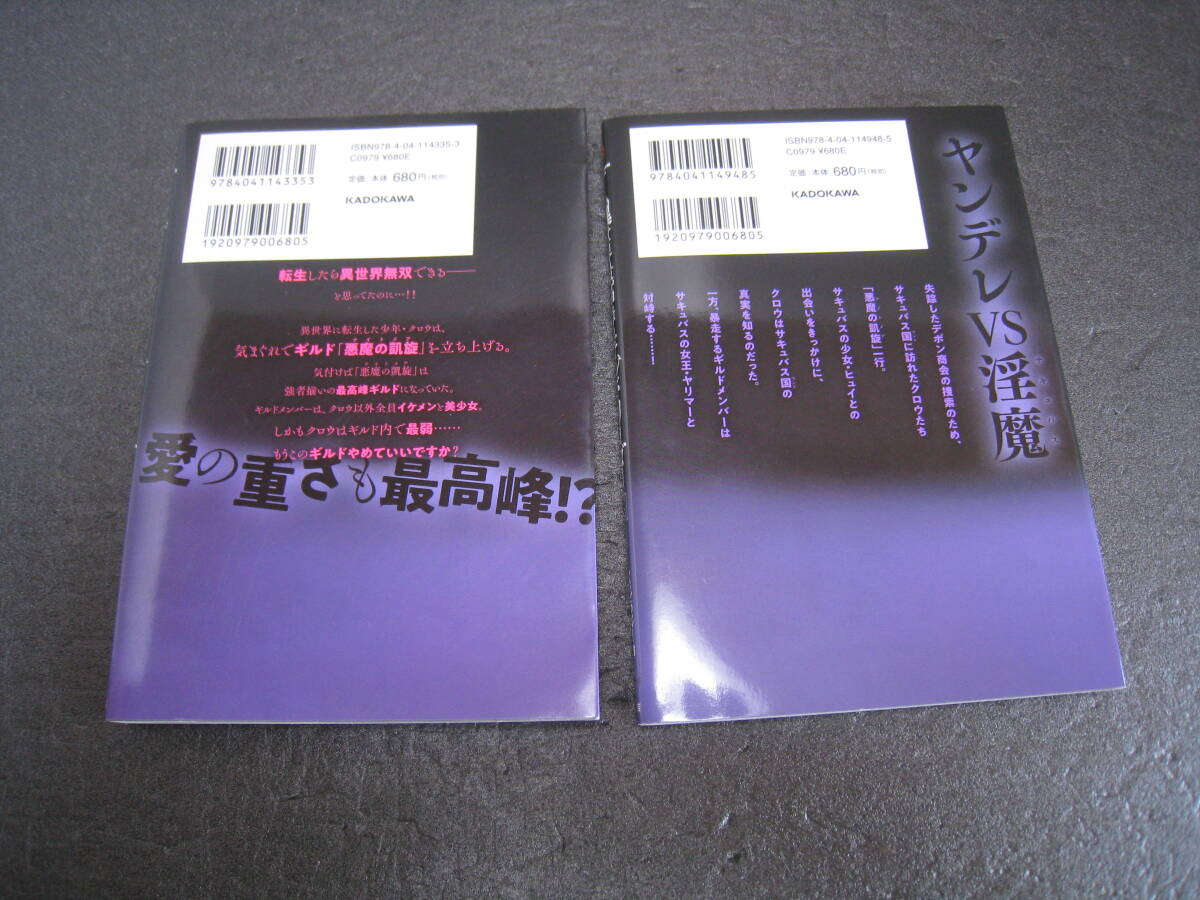 ISBN978-4-04-114335-3
C0979 ¥680E
定価 本体680円(税別)
KADOKAWA
9784041143353
1920979006805
転生したら異世界無双できる――
と思ってたのに…!!
異世界に転生した少年・クロウは、
気まぐれでギルド「悪魔の凱旋」を立ち上げる。
気付けば「悪魔の凱旋」は
強者揃いの最高峰ギルドになっていた。
ギルドメンバーは、クロウ以外全員イケメンと美少女。
しかもクロウはギルド内で最弱……
もうこのギルドやめていいですか?
愛の重さも最高峰!?
ISBN978-4-04-114948-5
C0979 ¥680E
定価 本体680円(税別)
KADOKAWA
9784041149485
1920979006805
ヤンデレVS淫魔
サキュバス
失踪したデボン商会の捜索のため、
サキュバス国に訪れたクロウたち
「悪魔の凱旋」一行。
サキュバスの少女・ヒュイとの
出会いをきっかけに、
クロウはサキュバス国の
真実を知るのだった。
一方、暴走するギルドメンバーは
サキュバスの女王・ヤリマーと
対峙する………